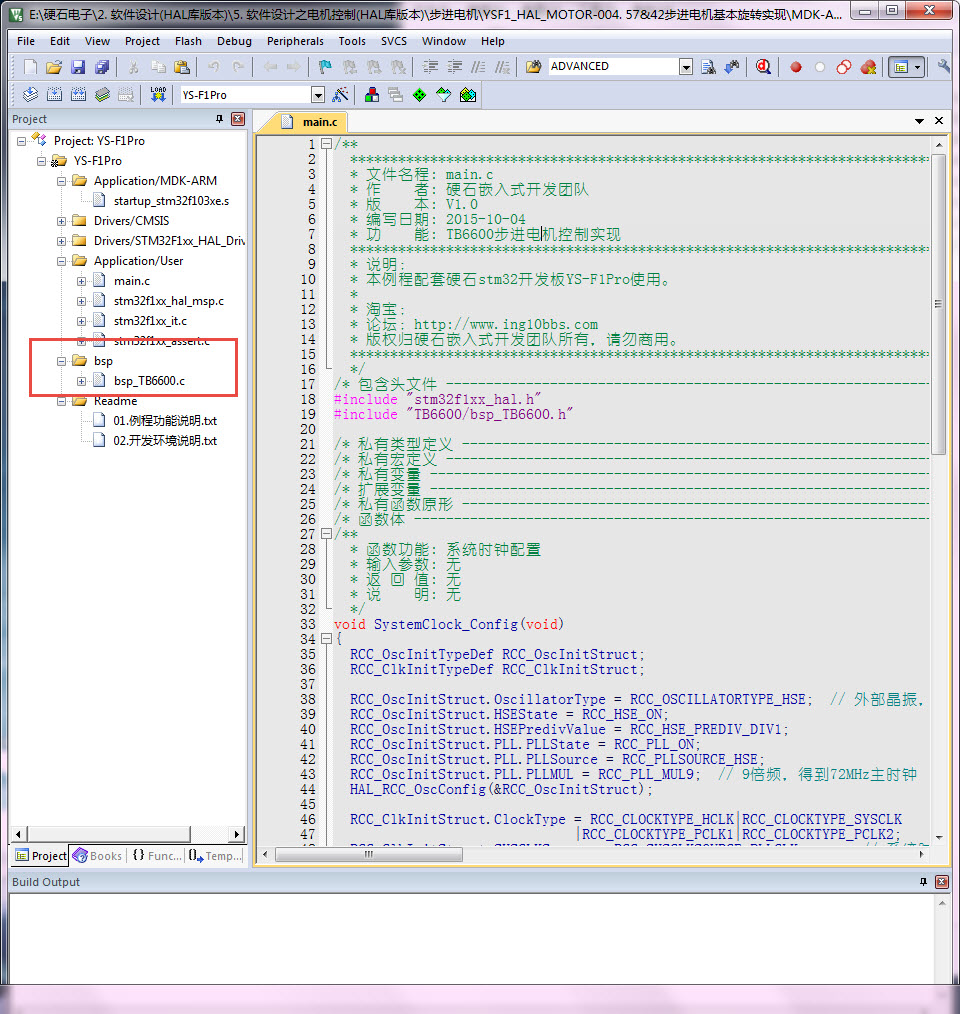 E:\硬石电子\2. 软件设计(HAL库版本)\5. 软件设计之电机控制(HAL库版本)\步进电机\YSF1_HAL_MOTOR-004. 57&42步进电机基本旋转实现\MDK-A...
File Edit View Project Flash Debug Peripherals Tools SVCS Window Help
ADVANCED
LOAD YS-F1Pro
Project
Project: YS-F1Pro
YS-F1Pro
Application/MDK-ARM
startup_stm32f103xe.s
Drivers/CMSIS
Drivers/STM32F1xx_HAL_Driv
Application/User
main.c
stm32f1xx_hal_msp.c
stm32f1xx_it.c
stm32f1xx_assert.c
bsp
bsp_TB6600.c
Readme
01.例程功能说明.txt
02.开发环境说明.txt
Project Books {} Func... 0 Temp...
main.c
1 /**
2 ******************************************************************************
3 * 文件名程: main.c
4 * 作    者: 硬石嵌入式开发团队
5 * 版    本: V1.0
6 * 编写日期: 2015-10-04
7 * 功    能: TB6600步进电机控制实现
8 ******************************************************************************
9 * 说明:
10 * 本例程配套硬石stm32开发板YS-F1Pro使用。
11 *
12 * 淘宝:
13 * 论坛: http://www.ing10bbs.com
14 * 版权归硬石嵌入式开发团队所有, 请勿商用。
15 ******************************************************************************
16 */
17 /* 包含头文件 ----------------------------------------------------------------
18 #include "stm32f1xx_hal.h"
19 #include "TB6600/bsp_TB6600.h"
20
21 /* 私有类型定义 --------------------------------------------------------------
22 /* 私有宏定义 ----------------------------------------------------------------
23 /* 私有变量 ------------------------------------------------------------------
24 /* 扩展变量 ------------------------------------------------------------------
25 /* 私有函数原形 --------------------------------------------------------------
26 /* 函数体 --------------------------------------------------------------------
27 /**
28 * 函数功能: 系统时钟配置
29 * 输入参数: 无
30 * 返 回 值: 无
31 * 说    明: 无
32 */
33 void SystemClock_Config(void)
34 {
35 RCC_OscInitTypeDef RCC_OscInitStruct;
36 RCC_ClkInitTypeDef RCC_ClkInitStruct;
37
38 RCC_OscInitStruct.OscillatorType = RCC_OSCILLATORTYPE_HSE;  // 外部晶振,
39 RCC_OscInitStruct.HSEState = RCC_HSE_ON;
40 RCC_OscInitStruct.HSEPredivValue = RCC_HSE_PREDIV_DIV1;
41 RCC_OscInitStruct.PLL.PLLState = RCC_PLL_ON;
42 RCC_OscInitStruct.PLL.PLLSource = RCC_PLLSOURCE_HSE;
43 RCC_OscInitStruct.PLL.PLLMUL = RCC_PLL_MUL9;  // 9倍频, 得到72MHz主时钟
44 HAL_RCC_OscConfig(&RCC_OscInitStruct);
45
46 RCC_ClkInitStruct.ClockType = RCC_CLOCKTYPE_HCLK|RCC_CLOCKTYPE_SYSCLK
47 |RCC_CLOCKTYPE_PCLK1|RCC_CLOCKTYPE_PCLK2;
Build Output